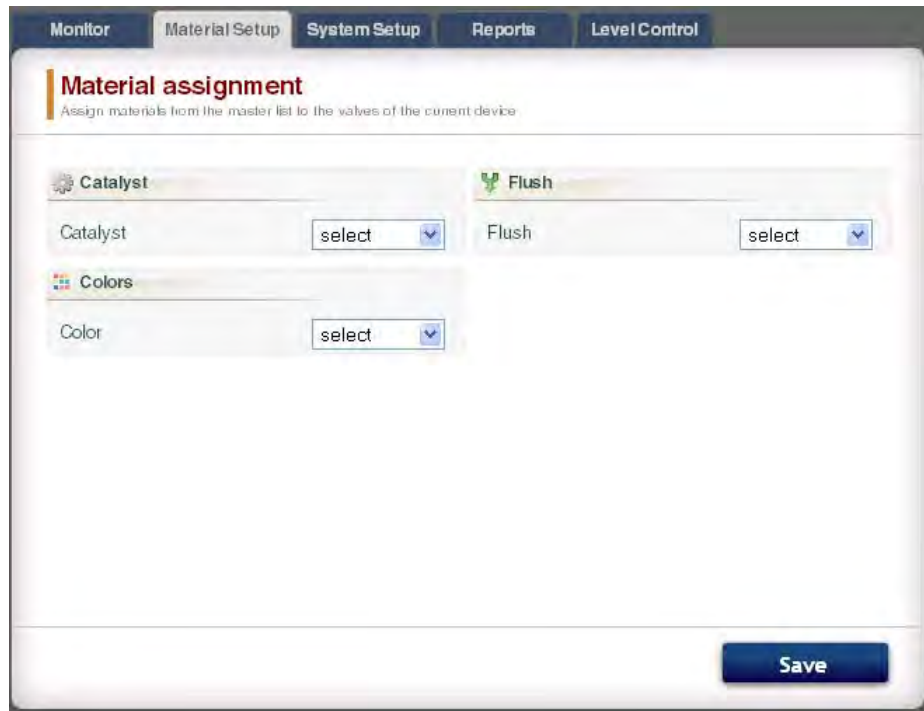 Monitor Material Setup System Setup Reports Level Control
Material assignment
Assign materials from the master list to the valves of the current device
Catalyst Flush
Catalyst select Flush select
Colors
Color select
Save